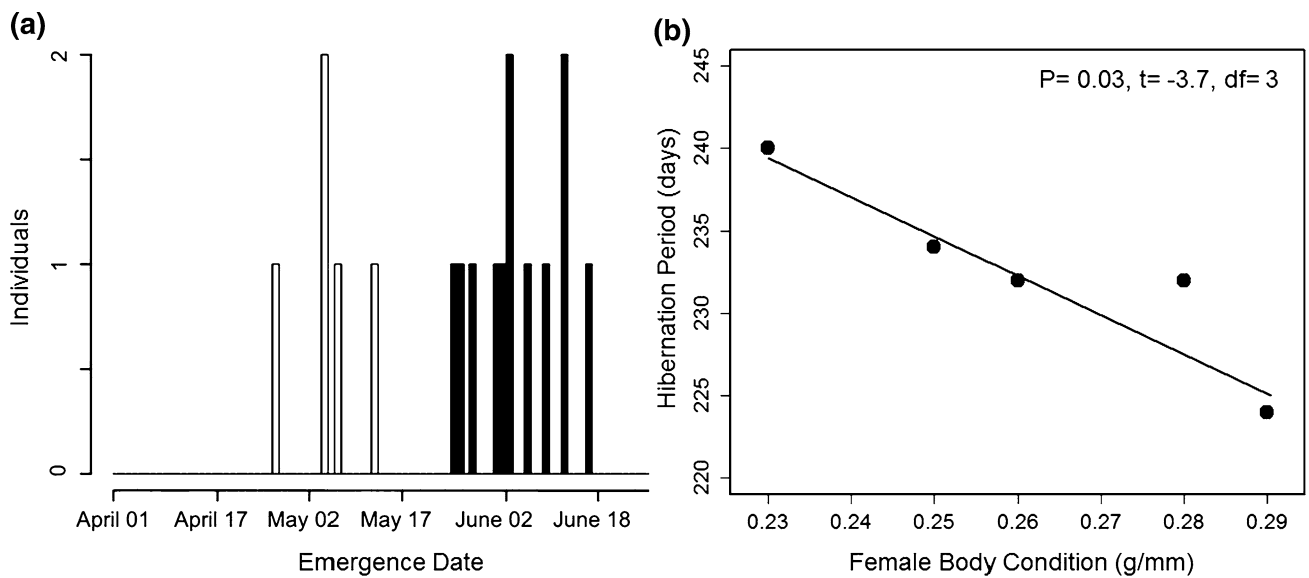 (a)
2
1
0
Individuals
April 01 April 17 May 02 May 17 June 02 June 18
Emergence Date
(b)
P= 0.03, t= -3.7, df= 3
245
240
235
230
225
220
Hibernation Period (days)
0.23 0.24 0.25 0.26 0.27 0.28 0.29
Female Body Condition (g/mm)